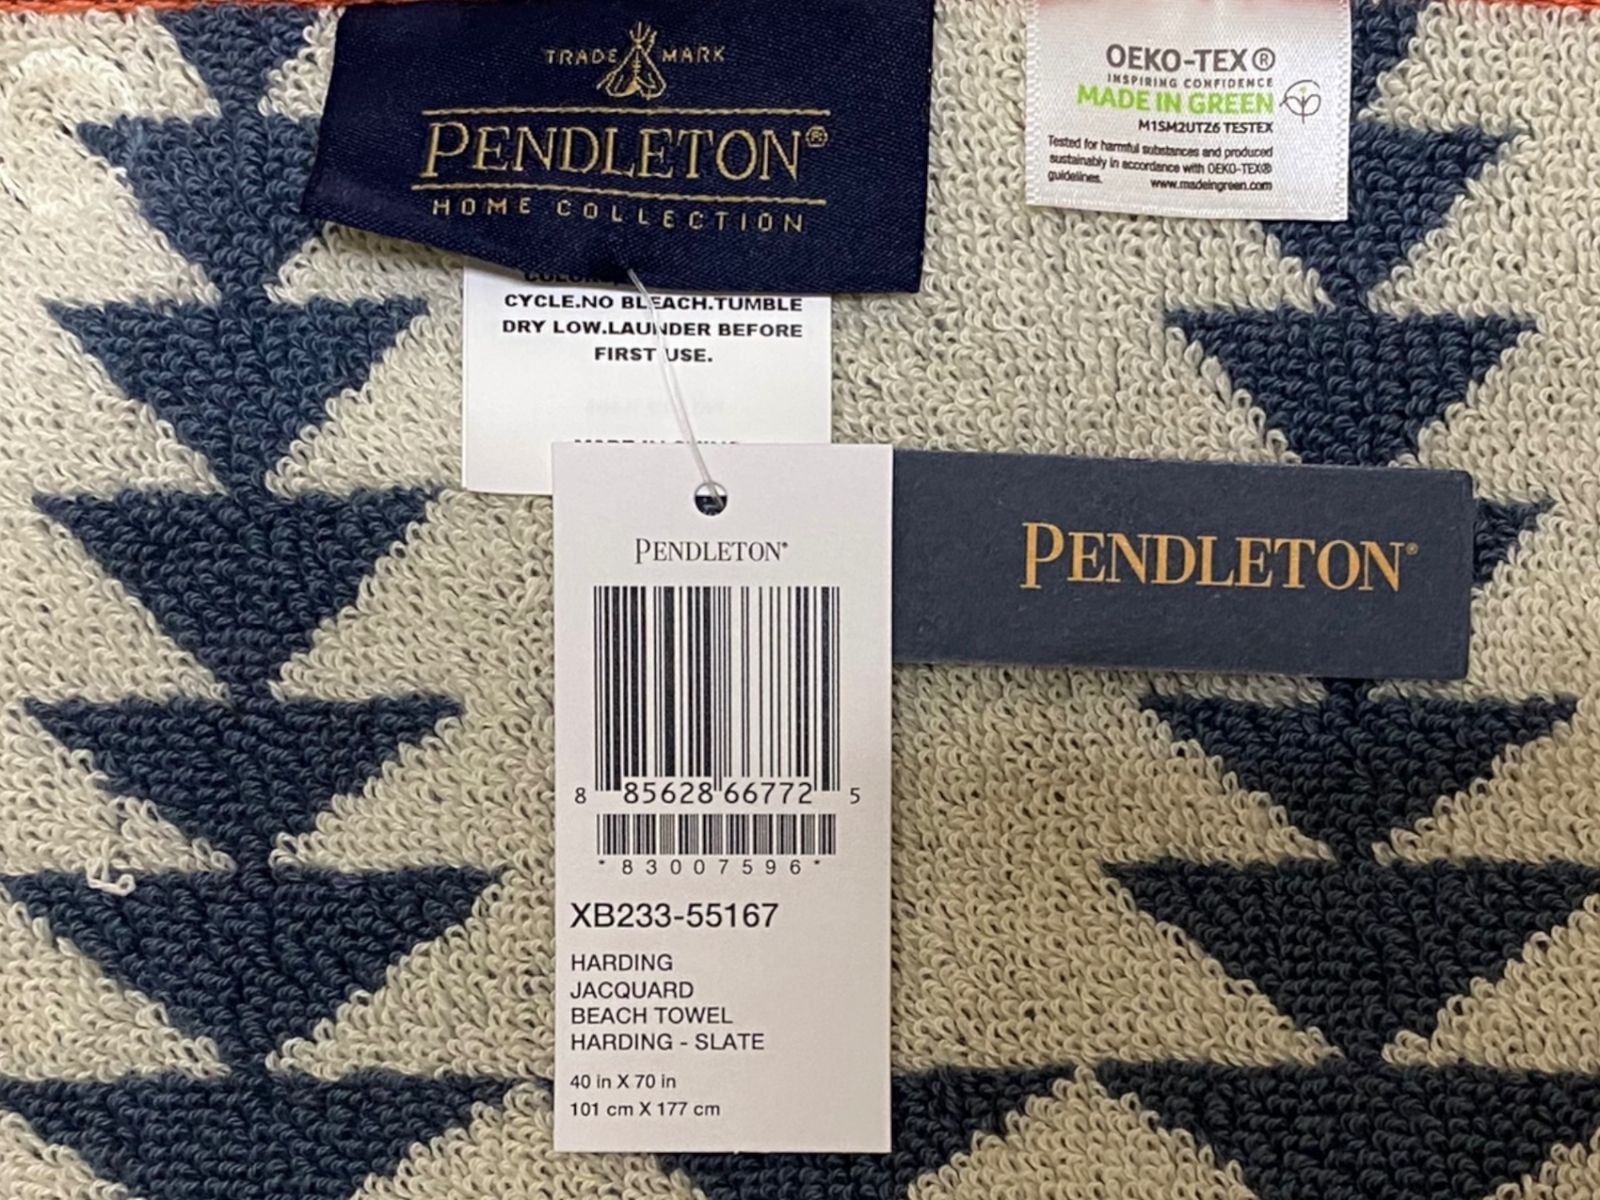 TRADE MARK
PENDLETON®
HOME COLLECTION
OEKO-TEX®
INSPIRING CONFIDENCE
MADE IN GREEN
M1SM2UTZ6 TESTEX
Tested for harmful substances and produced
sustainably in accordance with OEKO-TEX®
guidelines.
www.madeingreen.com
CYCLE.NO BLEACH.TUMBLE
DRY LOW.LAUNDER BEFORE
FIRST USE.
PENDLETON®
8 85628 66772 5
*83007596*
XB233-55167
HARDING
JACQUARD
BEACH TOWEL
HARDING - SLATE
40 in X 70 in
101 cm X 177 cm
PENDLETON®